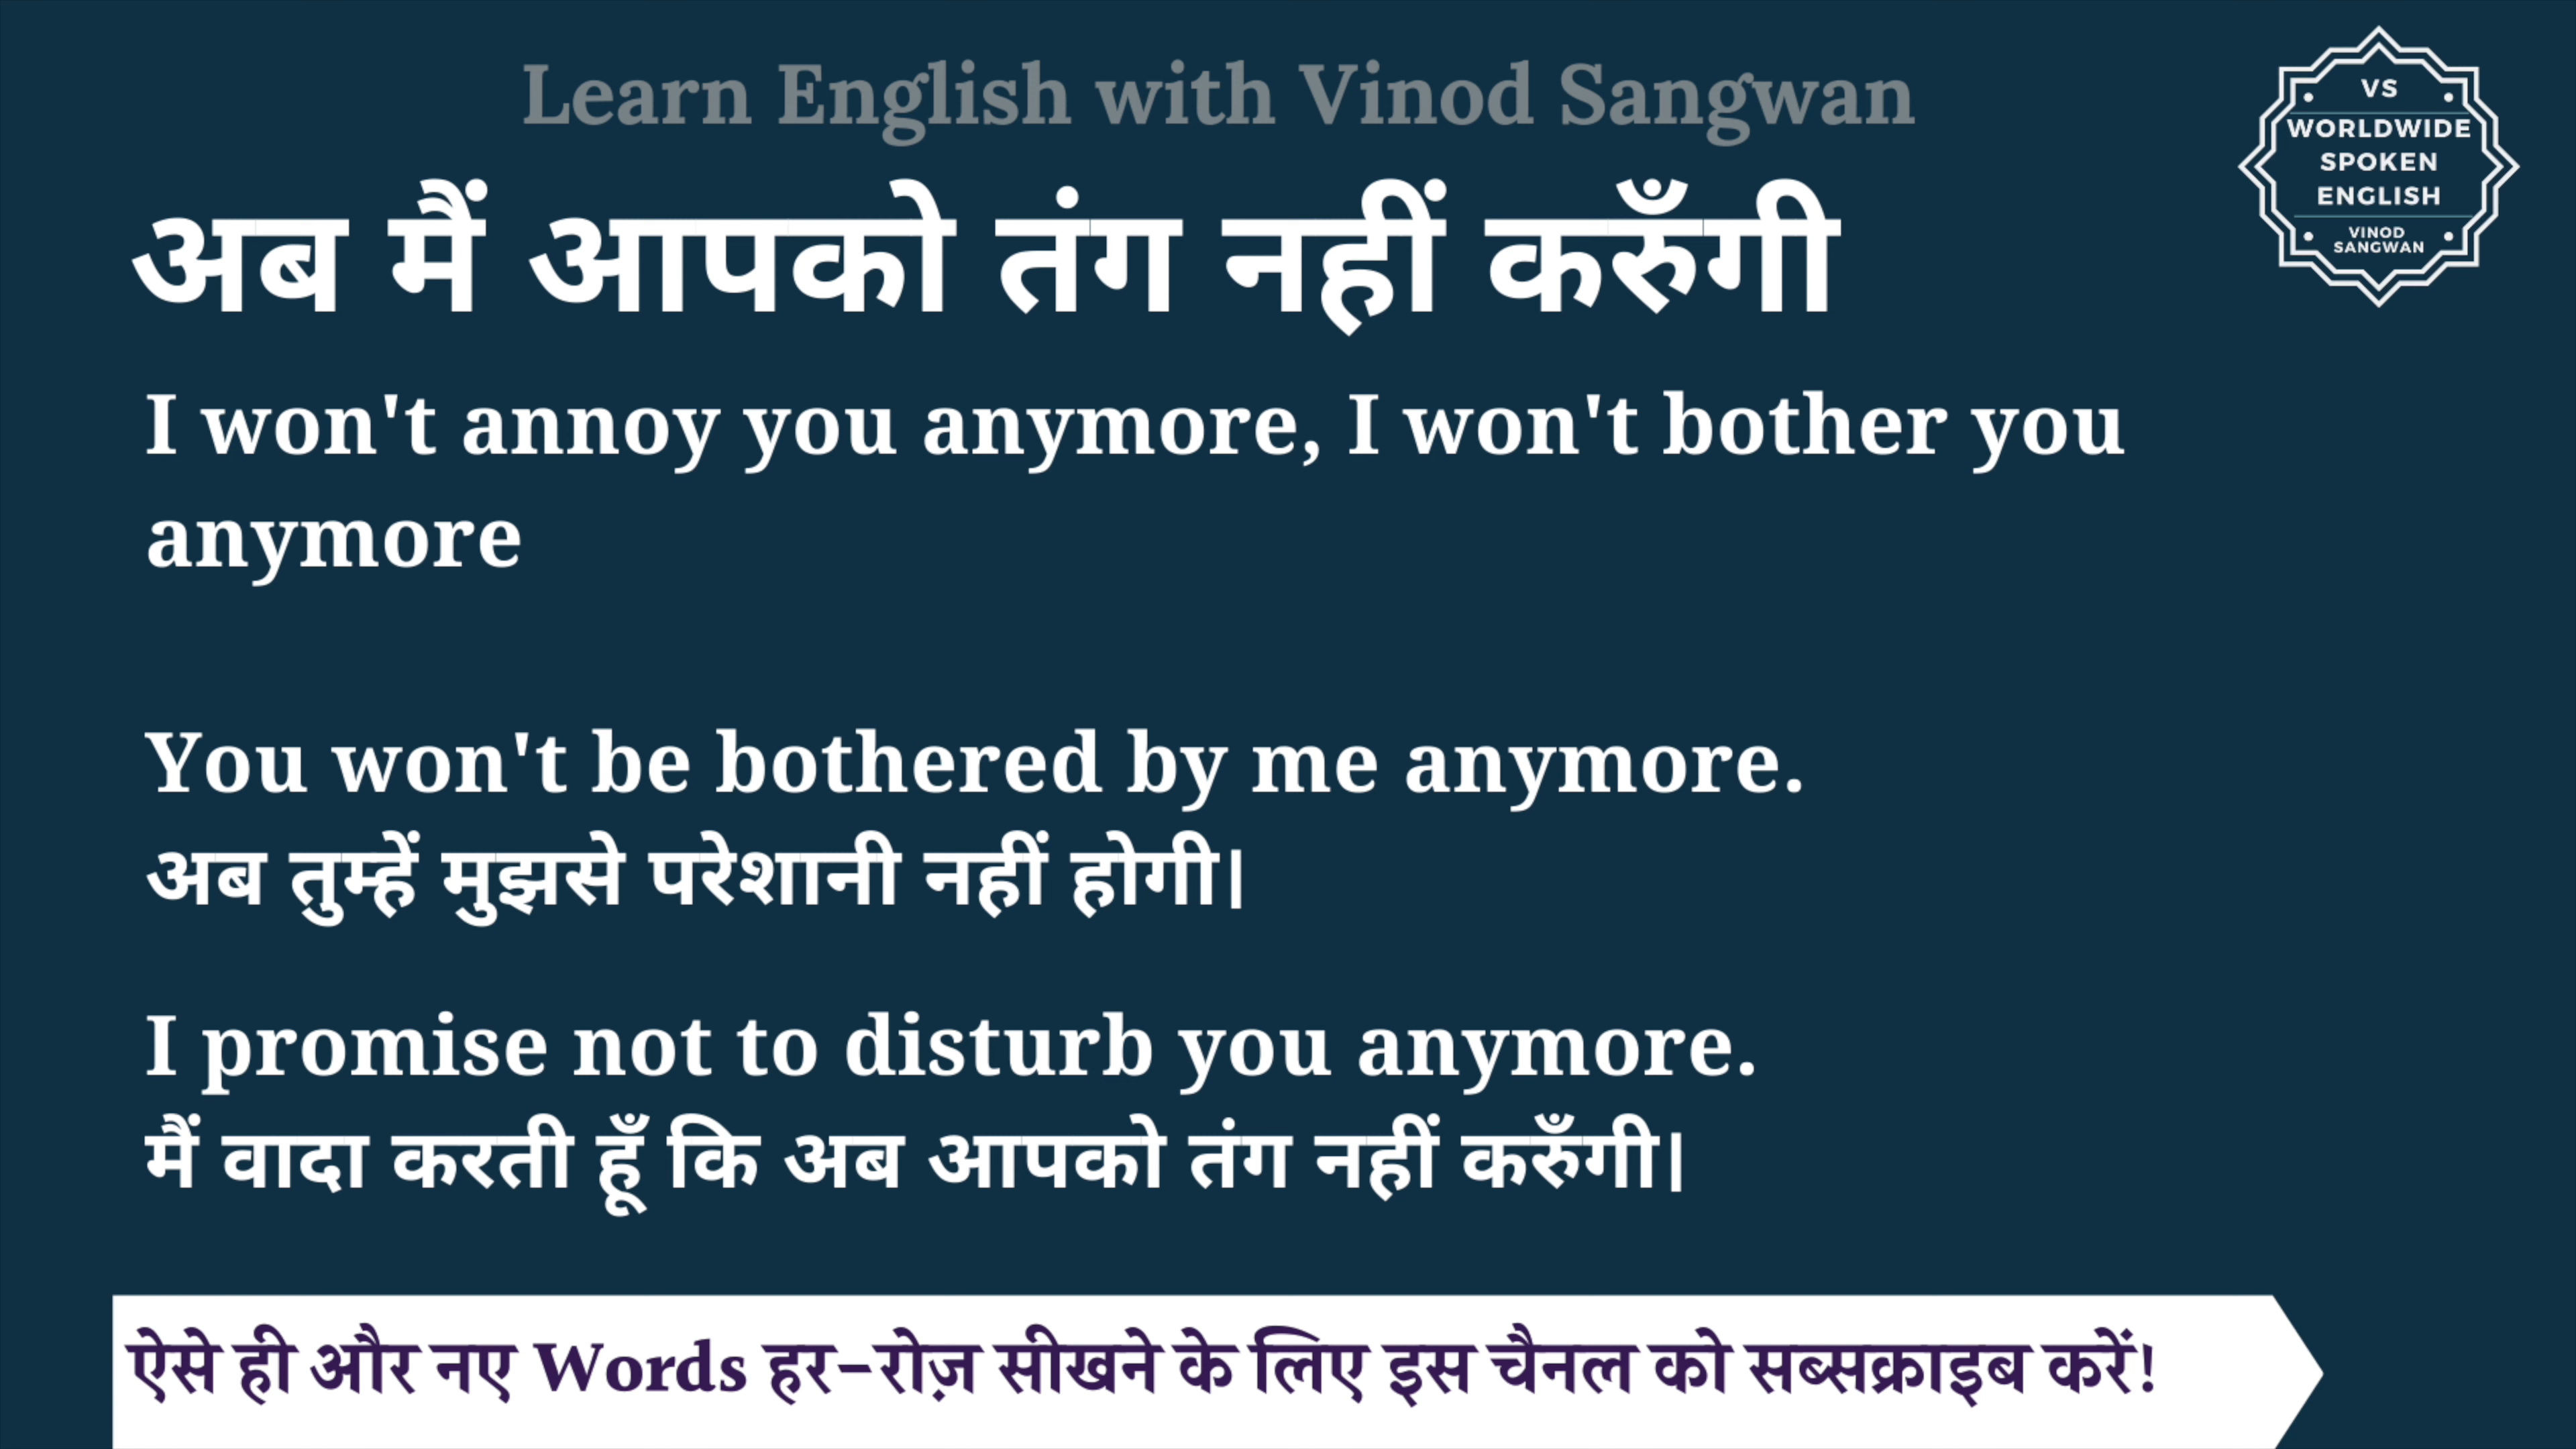 Learn English with Vinod Sangwan
VS
WORLDWIDE
SPOKEN
ENGLISH
VINOD
SANGWAN
अब मैं आपको तंग नहीं करुँगी
I won't annoy you anymore, I won't bother you
anymore
You won't be bothered by me anymore.
अब तुम्हें मुझसे परेशानी नहीं होगी।
I promise not to disturb you anymore.
मैं वादा करती हूँ कि अब आपको तंग नहीं करुँगी।
ऐसे ही और नए Words हर-रोज़ सीखने के लिए इस चैनल को सब्सक्राइब करें!